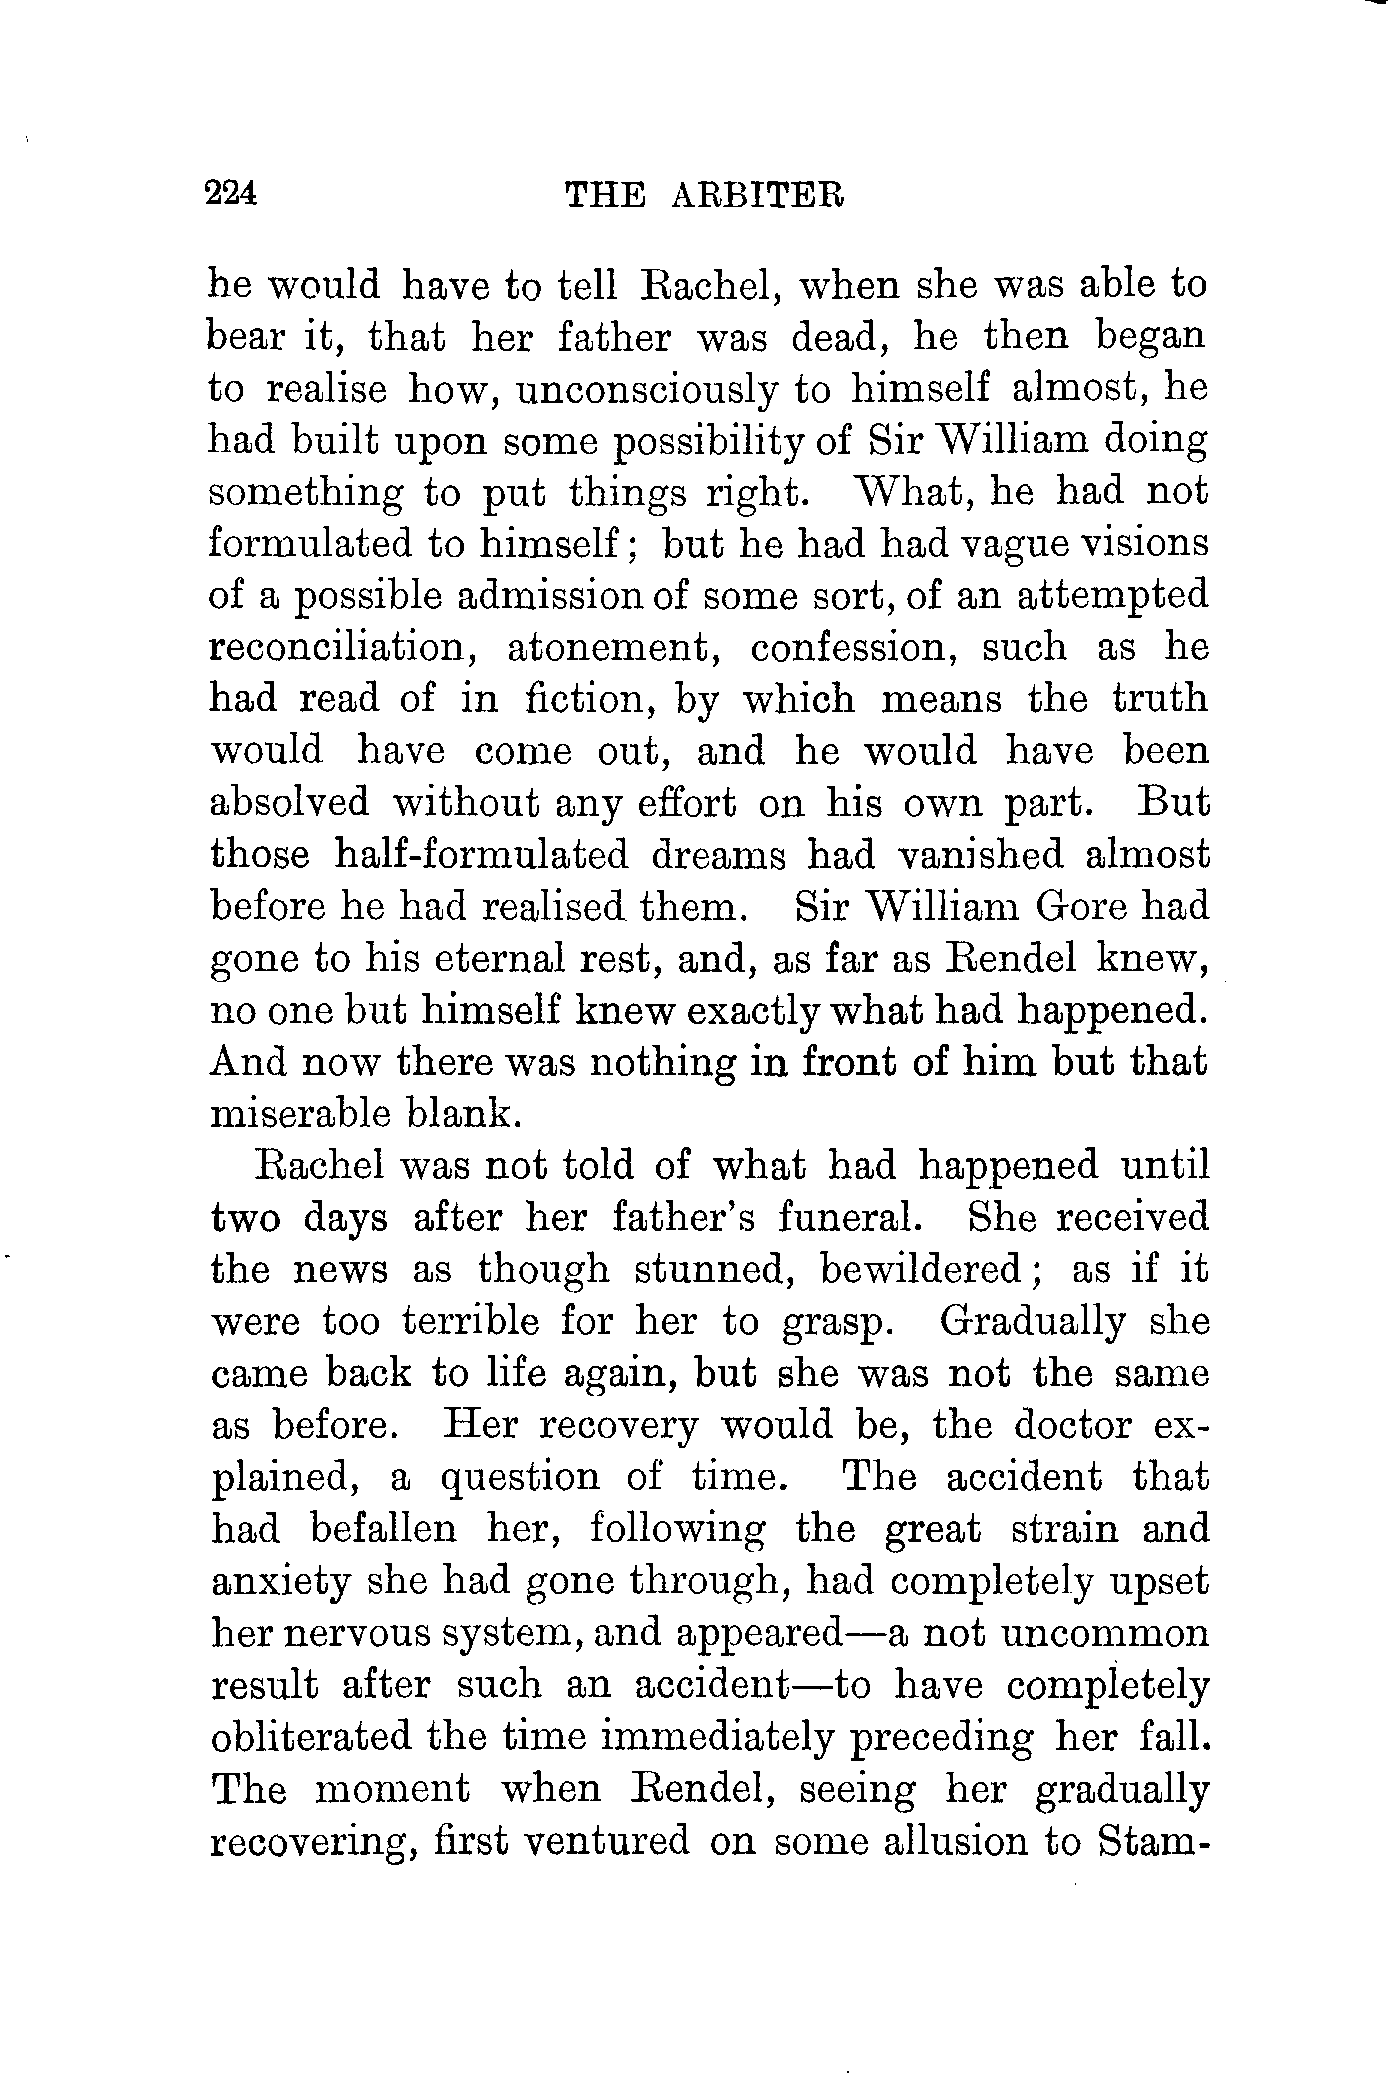 224 THE ARBITER
he would have to tell Rachel, when she was able to
bear it, that her father was dead, he then began
to realise how, unconsciously to himself almost, he
had built upon some possibility of Sir William doing
something to put things right. What, he had not
formulated to himself; but he had had vague visions
of a possible admission of some sort, of an attempted
reconciliation, atonement, confession, such as he
had read of in fiction, by which means the truth
would have come out, and he would have been
absolved without any effort on his own part. But
those half-formulated dreams had vanished almost
before he had realised them. Sir William Gore had
gone to his eternal rest, and, as far as Rendel knew,
no one but himself knew exactly what had happened.
And now there was nothing in front of him but that
miserable blank.
Rachel was not told of what had happened until
two days after her father's funeral. She received
the news as though stunned, bewildered; as if it
were too terrible for her to grasp. Gradually she
came back to life again, but she was not the same
as before. Her recovery would be, the doctor ex-
plained, a question of time. The accident that
had befallen her, following the great strain and
anxiety she had gone through, had completely upset
her nervous system, and appeared—a not uncommon
result after such an accident—to have completely
obliterated the time immediately preceding her fall.
The moment when Rendel, seeing her gradually
recovering, first ventured on some allusion to Stam-